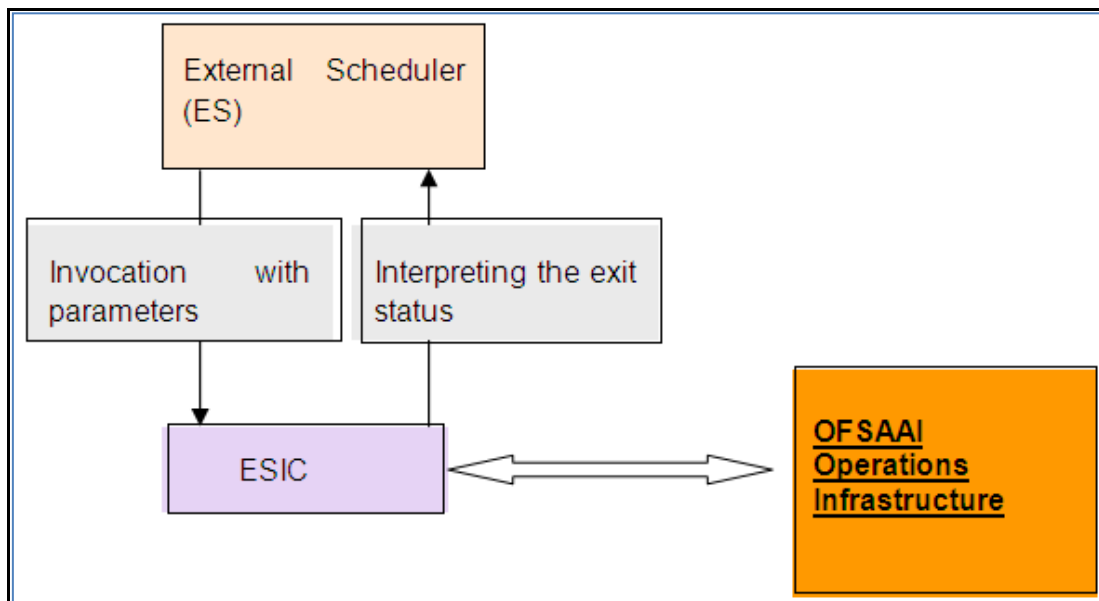 External Scheduler
(ES)
Invocation with
parameters
Interpreting the exit
status
ESIC
OFSAAI
Operations
Infrastructure